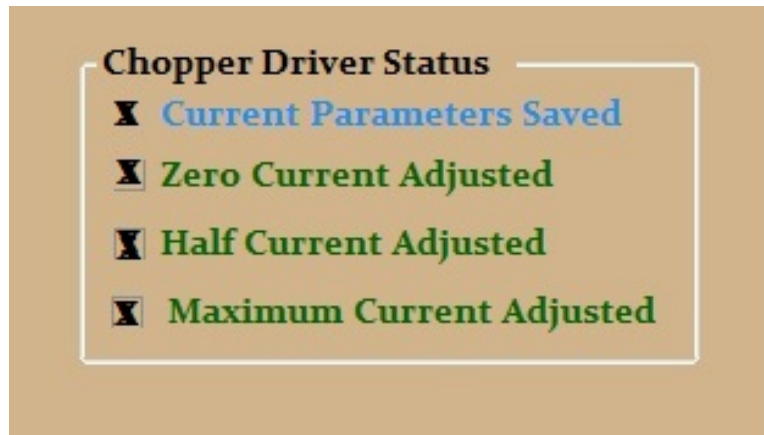 Chopper Driver Status
X Current Parameters Saved
X Zero Current Adjusted
X Half Current Adjusted
X Maximum Current Adjusted